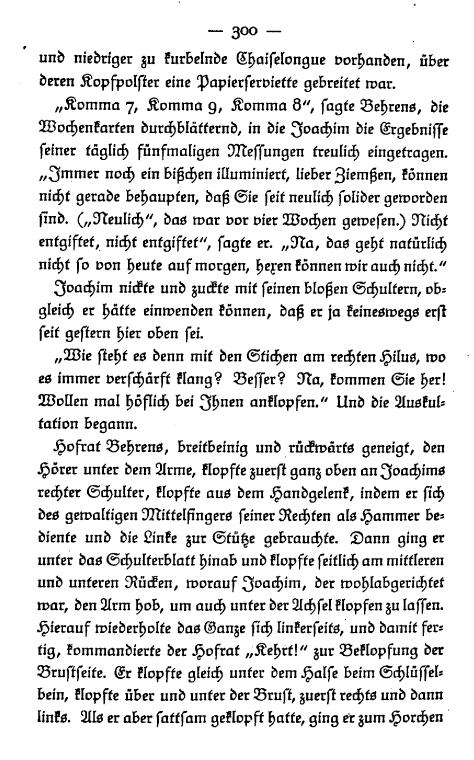 — 300 —
und niedriger zu kurbelnde Chaiselongue vorhanden, über
deren Kopfpolster eine Papierserviette gebreitet war.
„Komma 7, Komma 9, Komma 8“, sagte Behrens, die
Wochenkarten durchblätternd, in die Joachim die Ergebnisse
seiner täglich fünfmaligen Messungen treulich eingetragen.
„Immer noch ein bißchen illuminiert, lieber Ziemßen, können
nicht gerade behaupten, daß Sie seit neulich solider geworden
sind. („Neulich“, das war vor vier Wochen gewesen.) Nicht
entgiftet, nicht entgiftet“, sagte er. „Na, das geht natürlich
nicht so von heute auf morgen, hexen können wir auch nicht.“
Joachim nickte und zuckte mit seinen bloßen Schultern, ob-
gleich er hätte einwenden können, daß er ja keineswegs erst
seit gestern hier oben sei.
„Wie steht es denn mit den Stichen am rechten Hilus, wo
es immer verschärft klang? Besser? Na, kommen Sie her!
Wollen mal höflich bei Ihnen anklopfen.“ Und die Auskul-
tation begann.
Hofrat Behrens, breitbeinig und rückwärts geneigt, den
Hörer unter dem Arme, klopfte zuerst ganz oben an Joachims
rechter Schulter, klopfte aus dem Handgelenk, indem er sich
des gewaltigen Mittelfingers seiner Rechten als Hammer be-
diente und die Linke zur Stütze gebrauchte. Dann ging er
unter das Schulterblatt hinab und klopfte seitlich am mittleren
und unteren Rücken, worauf Joachim, der wohlabgerichtet
war, den Arm hob, um auch unter der Achsel klopfen zu lassen.
Hierauf wiederholte das Ganze sich linkerseits, und damit fer-
tig, kommandierte der Hofrat „Kehrt!“ zur Beklopfung der
Brustseite. Er klopfte gleich unter dem Halse beim Schlüssel-
bein, klopfte über und unter der Brust, zuerst rechts und dann
links. Als er aber sattsam geklopft hatte, ging er zum Horchen